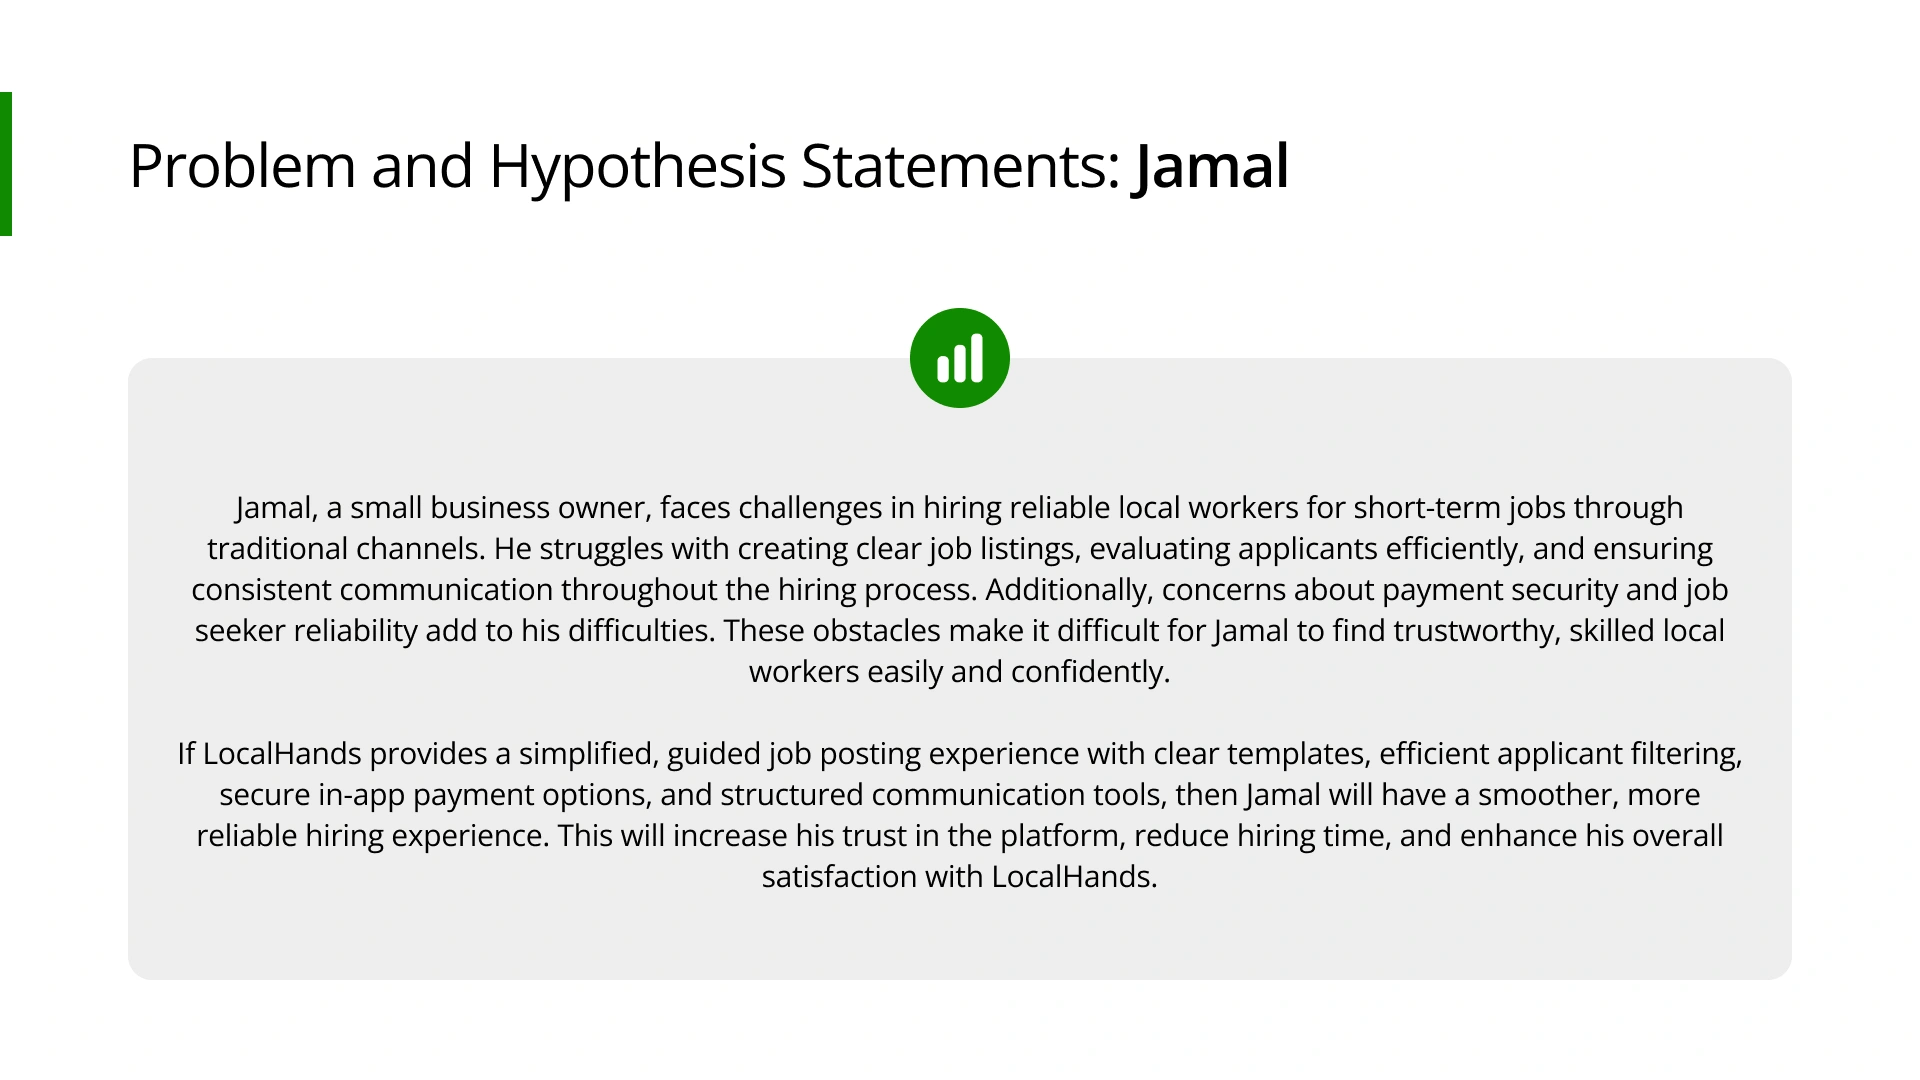 Problem and Hypothesis Statements: Jamal
Jamal, a small business owner, faces challenges in hiring reliable local workers for short-term jobs through
traditional channels. He struggles with creating clear job listings, evaluating applicants efficiently, and ensuring
consistent communication throughout the hiring process. Additionally, concerns about payment security and job
seeker reliability add to his difficulties. These obstacles make it difficult for Jamal to find trustworthy, skilled local
workers easily and confidently.
If LocalHands provides a simplified, guided job posting experience with clear templates, efficient applicant filtering,
secure in-app payment options, and structured communication tools, then Jamal will have a smoother, more
reliable hiring experience. This will increase his trust in the platform, reduce hiring time, and enhance his overall
satisfaction with LocalHands.